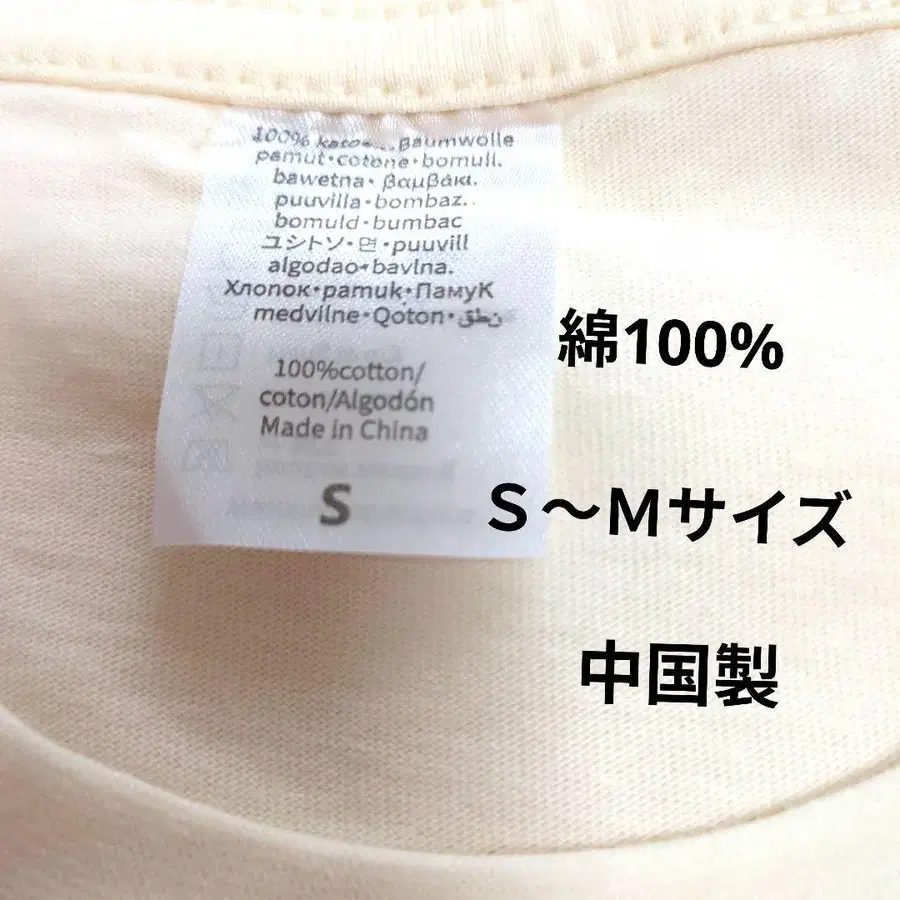 100% Baumwolle
pamut•cotone•bomull.
bawetna• βαμβάκι.
puuvilla•bombaz.
bomuld•bumbac
ユシトソ•면•puuvill
algodao•bavlna.
Хлопок•pamuk•ПамуК
medvilne•Qoton•قطن
100%cotton/
coton/Algodón
Made in China
S
綿100%
S〜Mサイズ
中国製